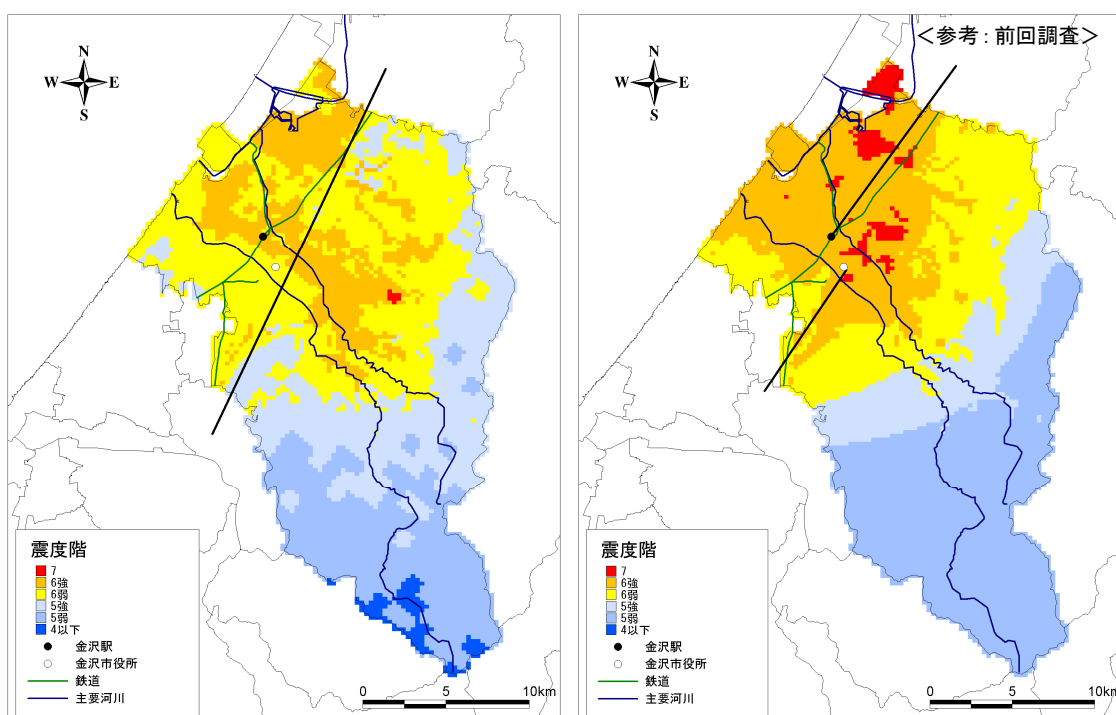 N
W E
S
震度階
7
6強
6弱
5強
5弱
4以下
金沢駅
金沢市役所
鉄道
主要河川
0 5 10km
＜参考：前回調査＞
N
W E
S
震度階
7
6強
6弱
5強
5弱
4以下
金沢駅
金沢市役所
鉄道
主要河川
0 5 10km